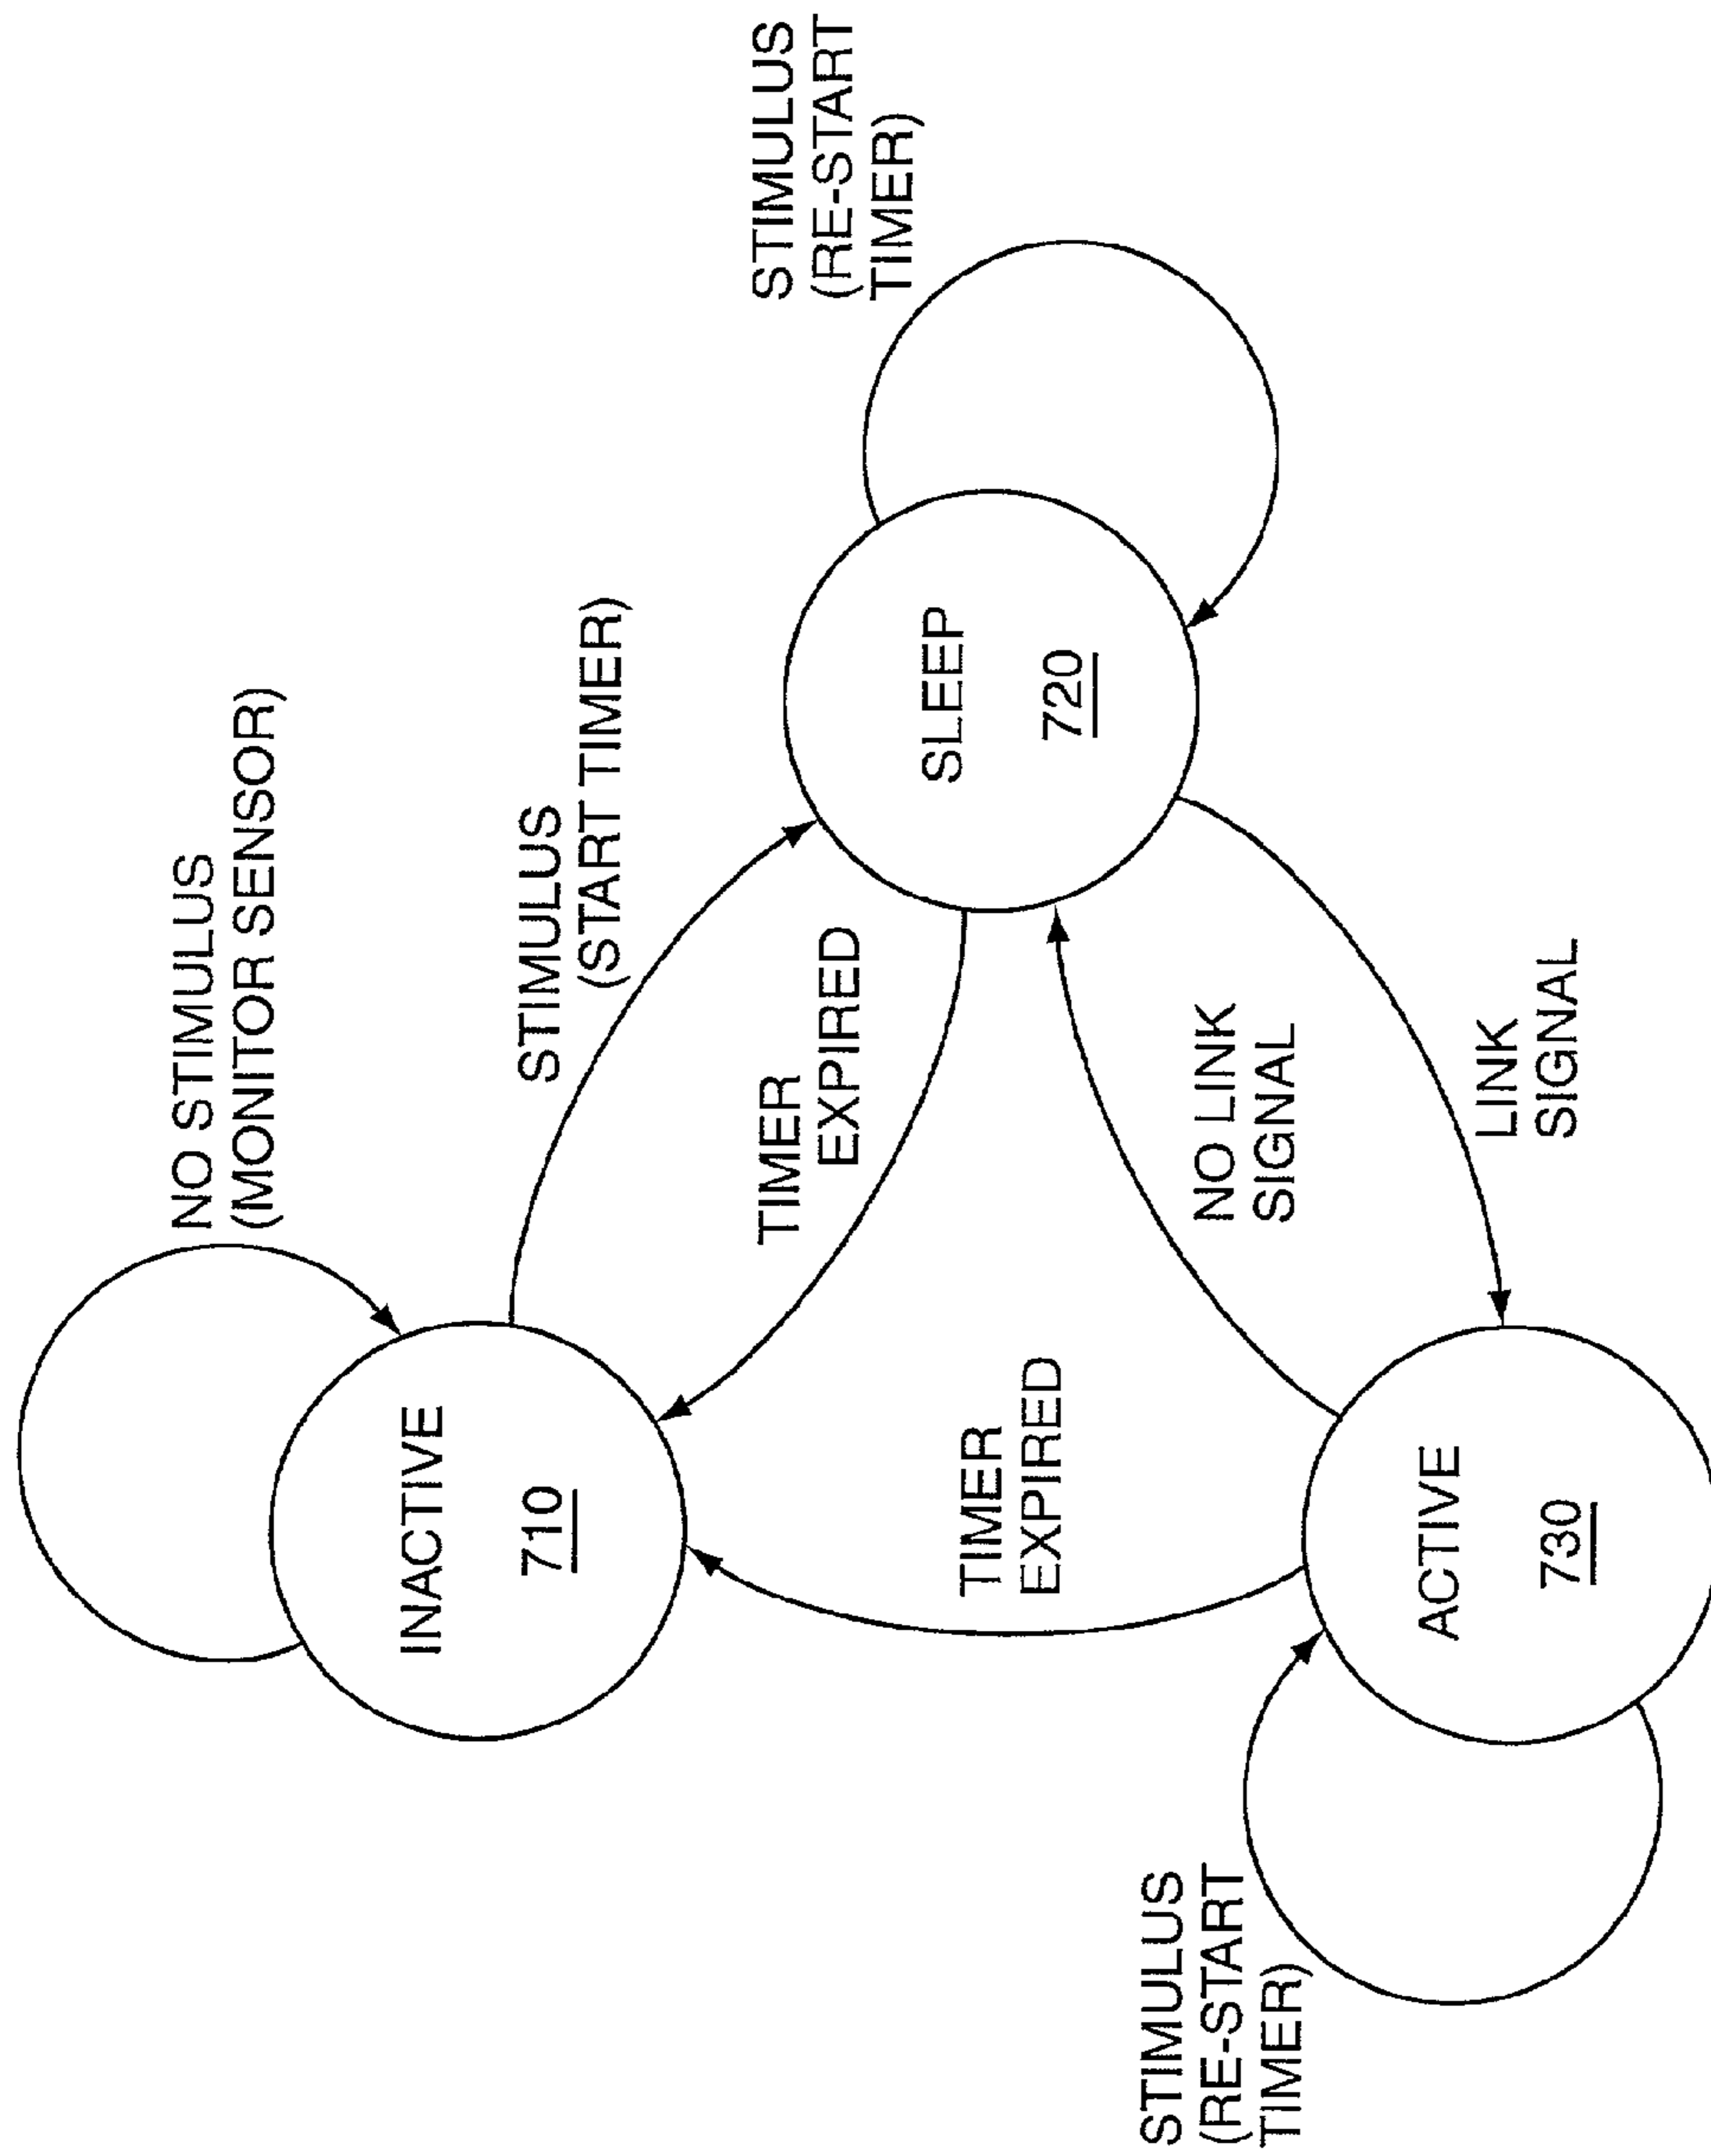 NO STIMULUS
(MONITOR SENSOR)
INACTIVE
710
STIMULUS
(START TIMER)
TIMER
EXPIRED
STIMULUS
(RE-START
TIMER)
SLEEP
720
TIMER
EXPIRED
NO LINK
SIGNAL
STIMULUS
(RE-START
TIMER)
ACTIVE
730
LINK
SIGNAL